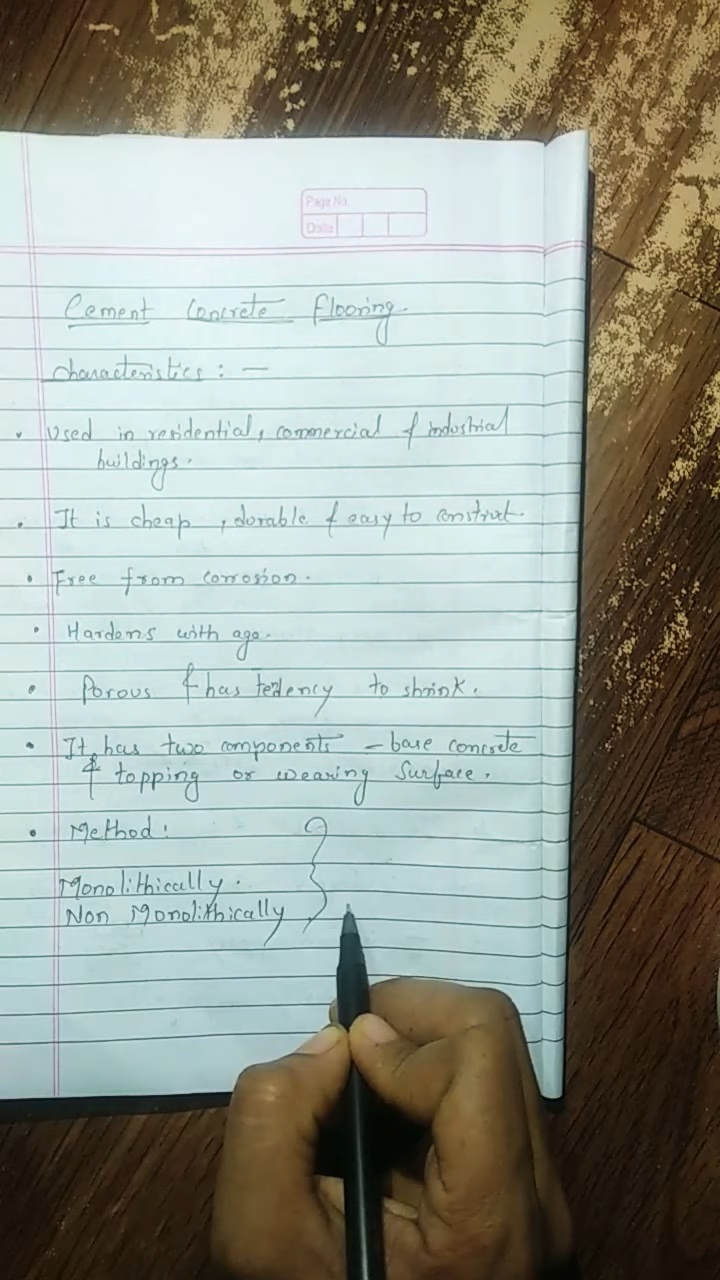 Page No.
Date
Cement Concrete Flooring.
Characteristics : —
• Used in residential, commercial & industrial
buildings.
• It is cheap, durable & easy to construct.
• Free from corrosion.
• Hardens with age.
• Porous & has tedency to shrink.
• It has two components – base concrete
& topping or wearing surface.
• Method:
Monolithically.
Non Monolithically